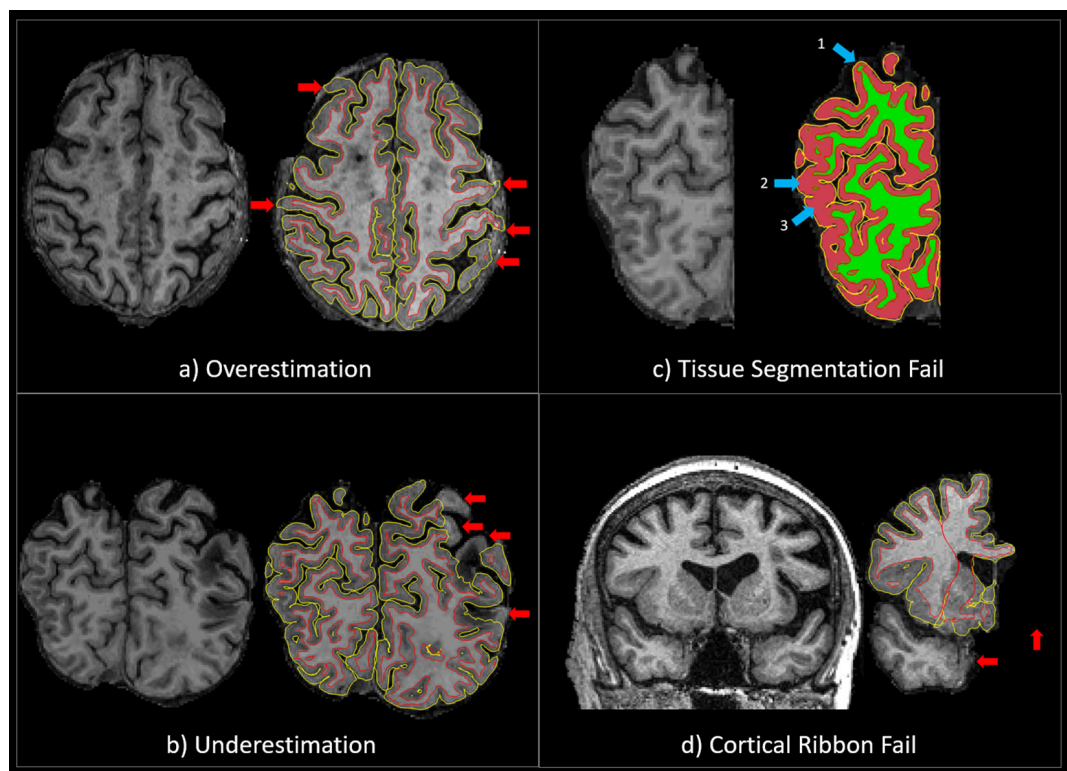 1
2
3
a) Overestimation
c) Tissue Segmentation Fail
b) Underestimation
d) Cortical Ribbon Fail